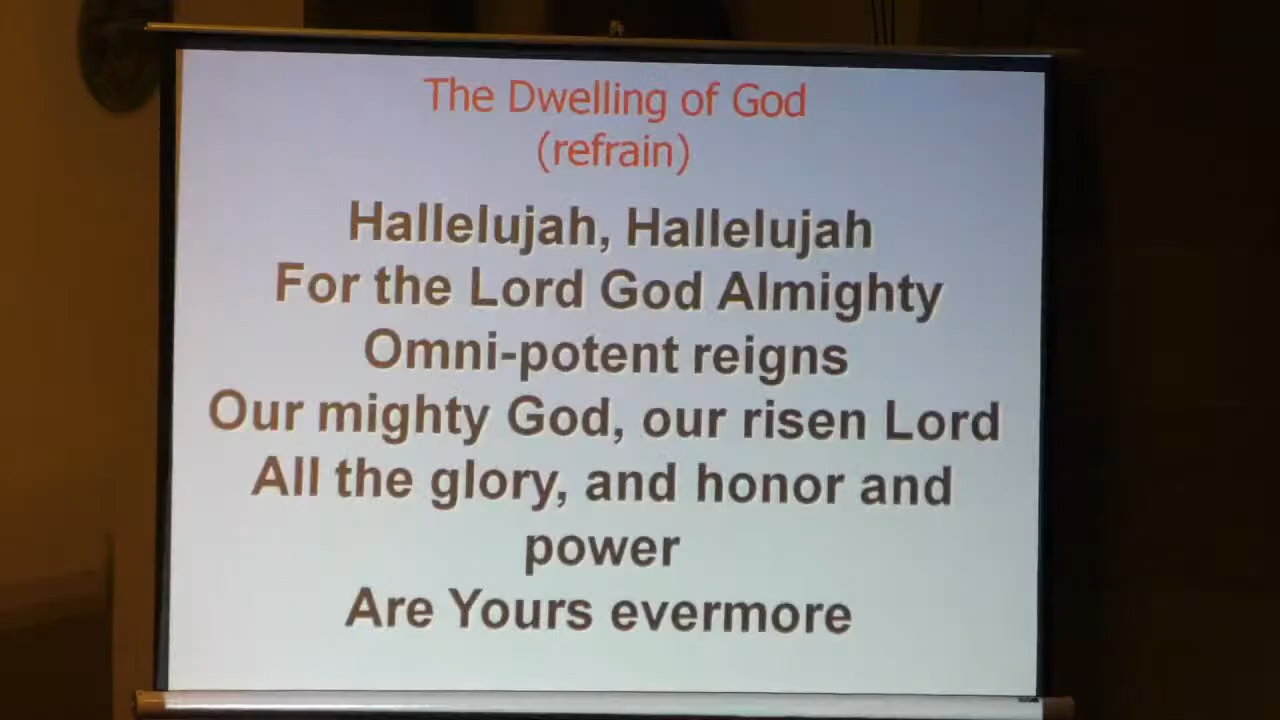 The Dwelling of God
(refrain)
Hallelujah, Hallelujah
For the Lord God Almighty
Omni-potent reigns
Our mighty God, our risen Lord
All the glory, and honor and
power
Are Yours evermore